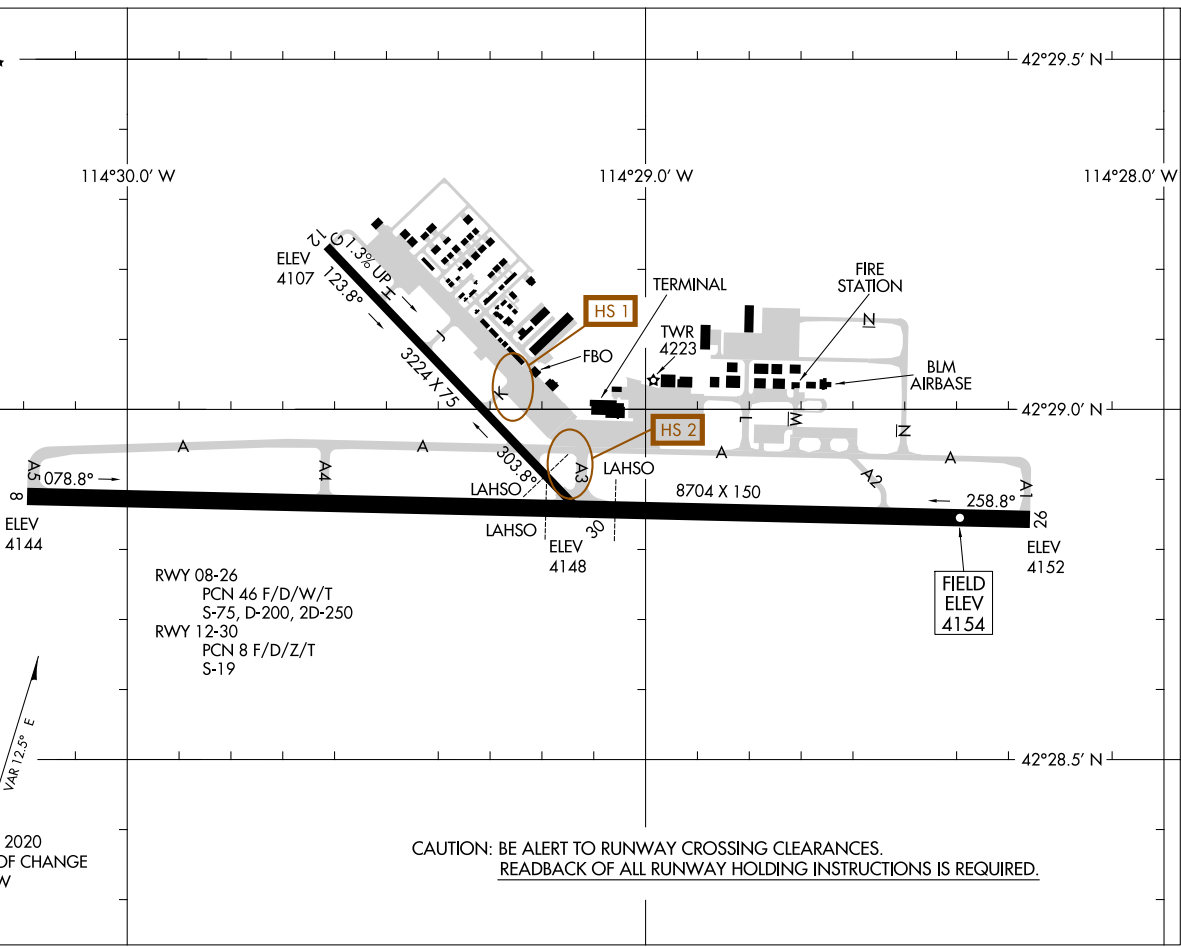 42°29.5' N
114°30.0' W
114°29.0' W
114°28.0' W
12
G
1.3% UP
ELEV
4107
123.8°
H
J
3224 X 75
K
303.8°
HS 1
FBO
TERMINAL
TWR
4223
FIRE
STATION
BLM
AIRBASE
N
42°29.0' N
HS 2
L
M
N
A
A
A
A
A5
A4
A3
A2
A1
8
078.8°
LAHSO
LAHSO
LAHSO
8704 X 150
258.8°
26
30
ELEV
4144
ELEV
4148
ELEV
4152
FIELD
ELEV
4154
RWY 08-26
PCN 46 F/D/W/T
S-75, D-200, 2D-250
RWY 12-30
PCN 8 F/D/Z/T
S-19
VAR 12.5° E
42°28.5' N
2020
OF CHANGE
W
CAUTION: BE ALERT TO RUNWAY CROSSING CLEARANCES.
READBACK OF ALL RUNWAY HOLDING INSTRUCTIONS IS REQUIRED.